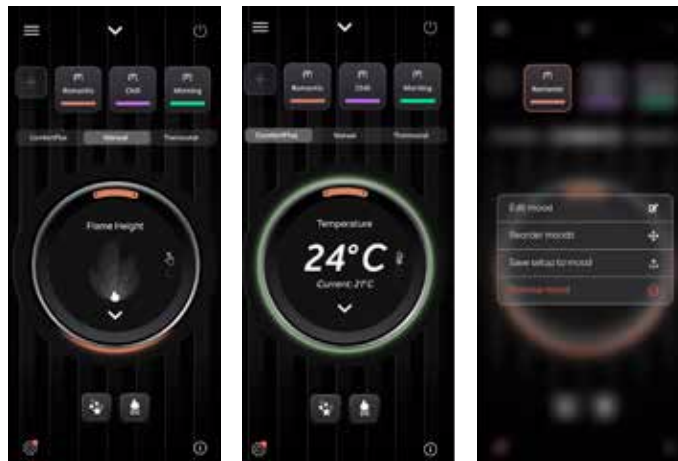 Romantic Chill Morning
ComfortPlus Manual Thermostat
Flame Height
Romantic Chill Morning
ComfortPlus Manual Thermostat
Temperature
24°C
Current: 21°C
Romantic
Edit mood
Reorder moods
Save setup to mood
Remove mood